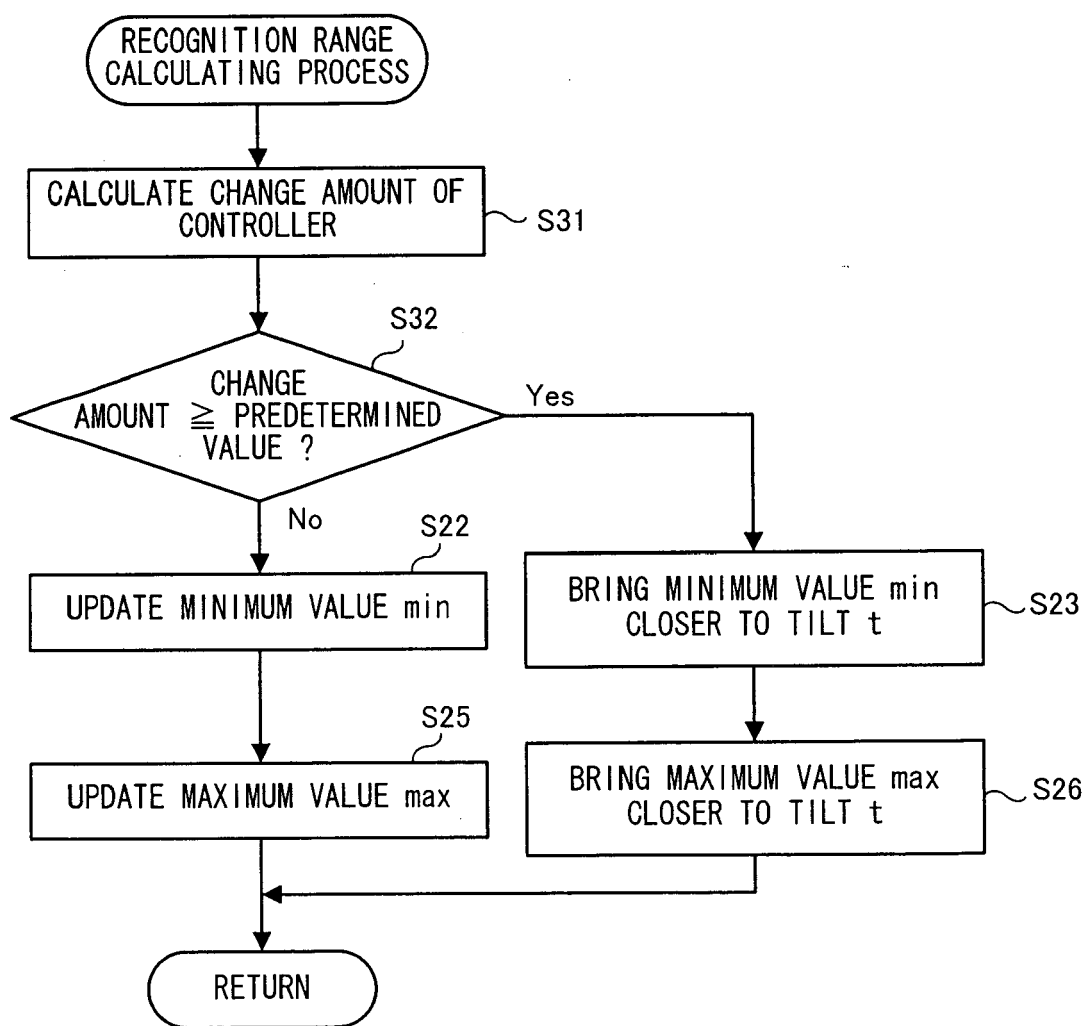 RECOGNITION RANGE
CALCULATING PROCESS
CALCULATE CHANGE AMOUNT OF
CONTROLLER
S31
S32
CHANGE
AMOUNT ≧ PREDETERMINED
VALUE ?
Yes
No
S22
UPDATE MINIMUM VALUE min
BRING MINIMUM VALUE min
CLOSER TO TILT t
S23
S25
UPDATE MAXIMUM VALUE max
BRING MAXIMUM VALUE max
CLOSER TO TILT t
S26
RETURN